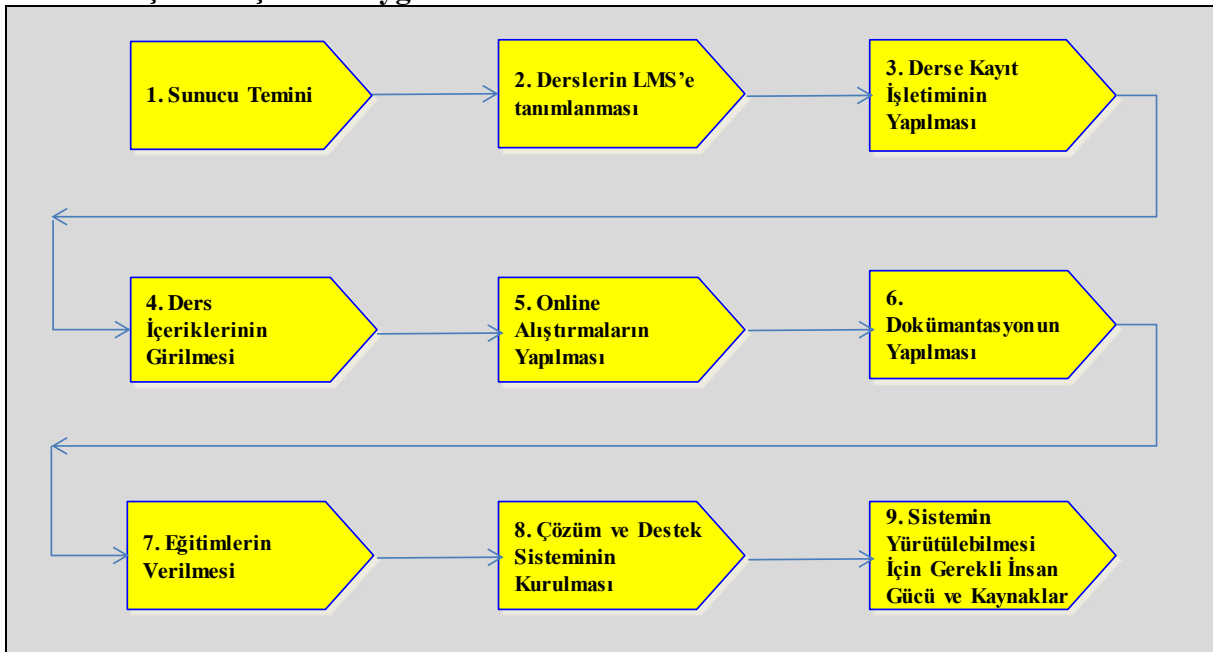 1. Sunucu Temini
2. Derslerin LMS’e
tanımlanması
3. Derse Kayıt
İşletiminin
Yapılması
4. Ders
İçeriklerinin
Girilmesi
5. Online
Alıştırmaların
Yapılması
6.
Dokümantasyonun
Yapılması
7. Eğitimlerin
Verilmesi
8. Çözüm ve Destek
Sisteminin
Kurulması
9. Sistemin
Yürütülebilmesi
İçin Gerekli İnsan
Gücü ve Kaynaklar